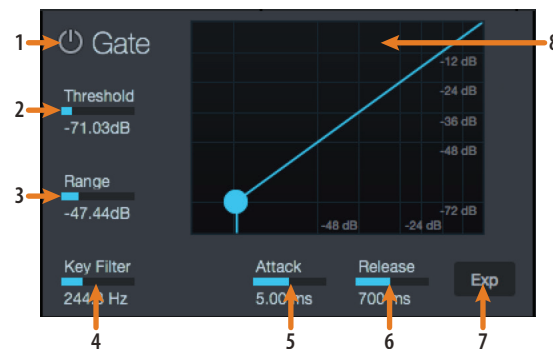 1
Gate
8
-12 dB
Threshold
-24 dB
2
-71.03dB
-36 dB
-48 dB
Range
3
-47.44dB
-72 dB
-48 dB
-24 dB
Key Filter
Attack
Release
Exp
Hz
5.00
ms
700
ms
4
5
6
7